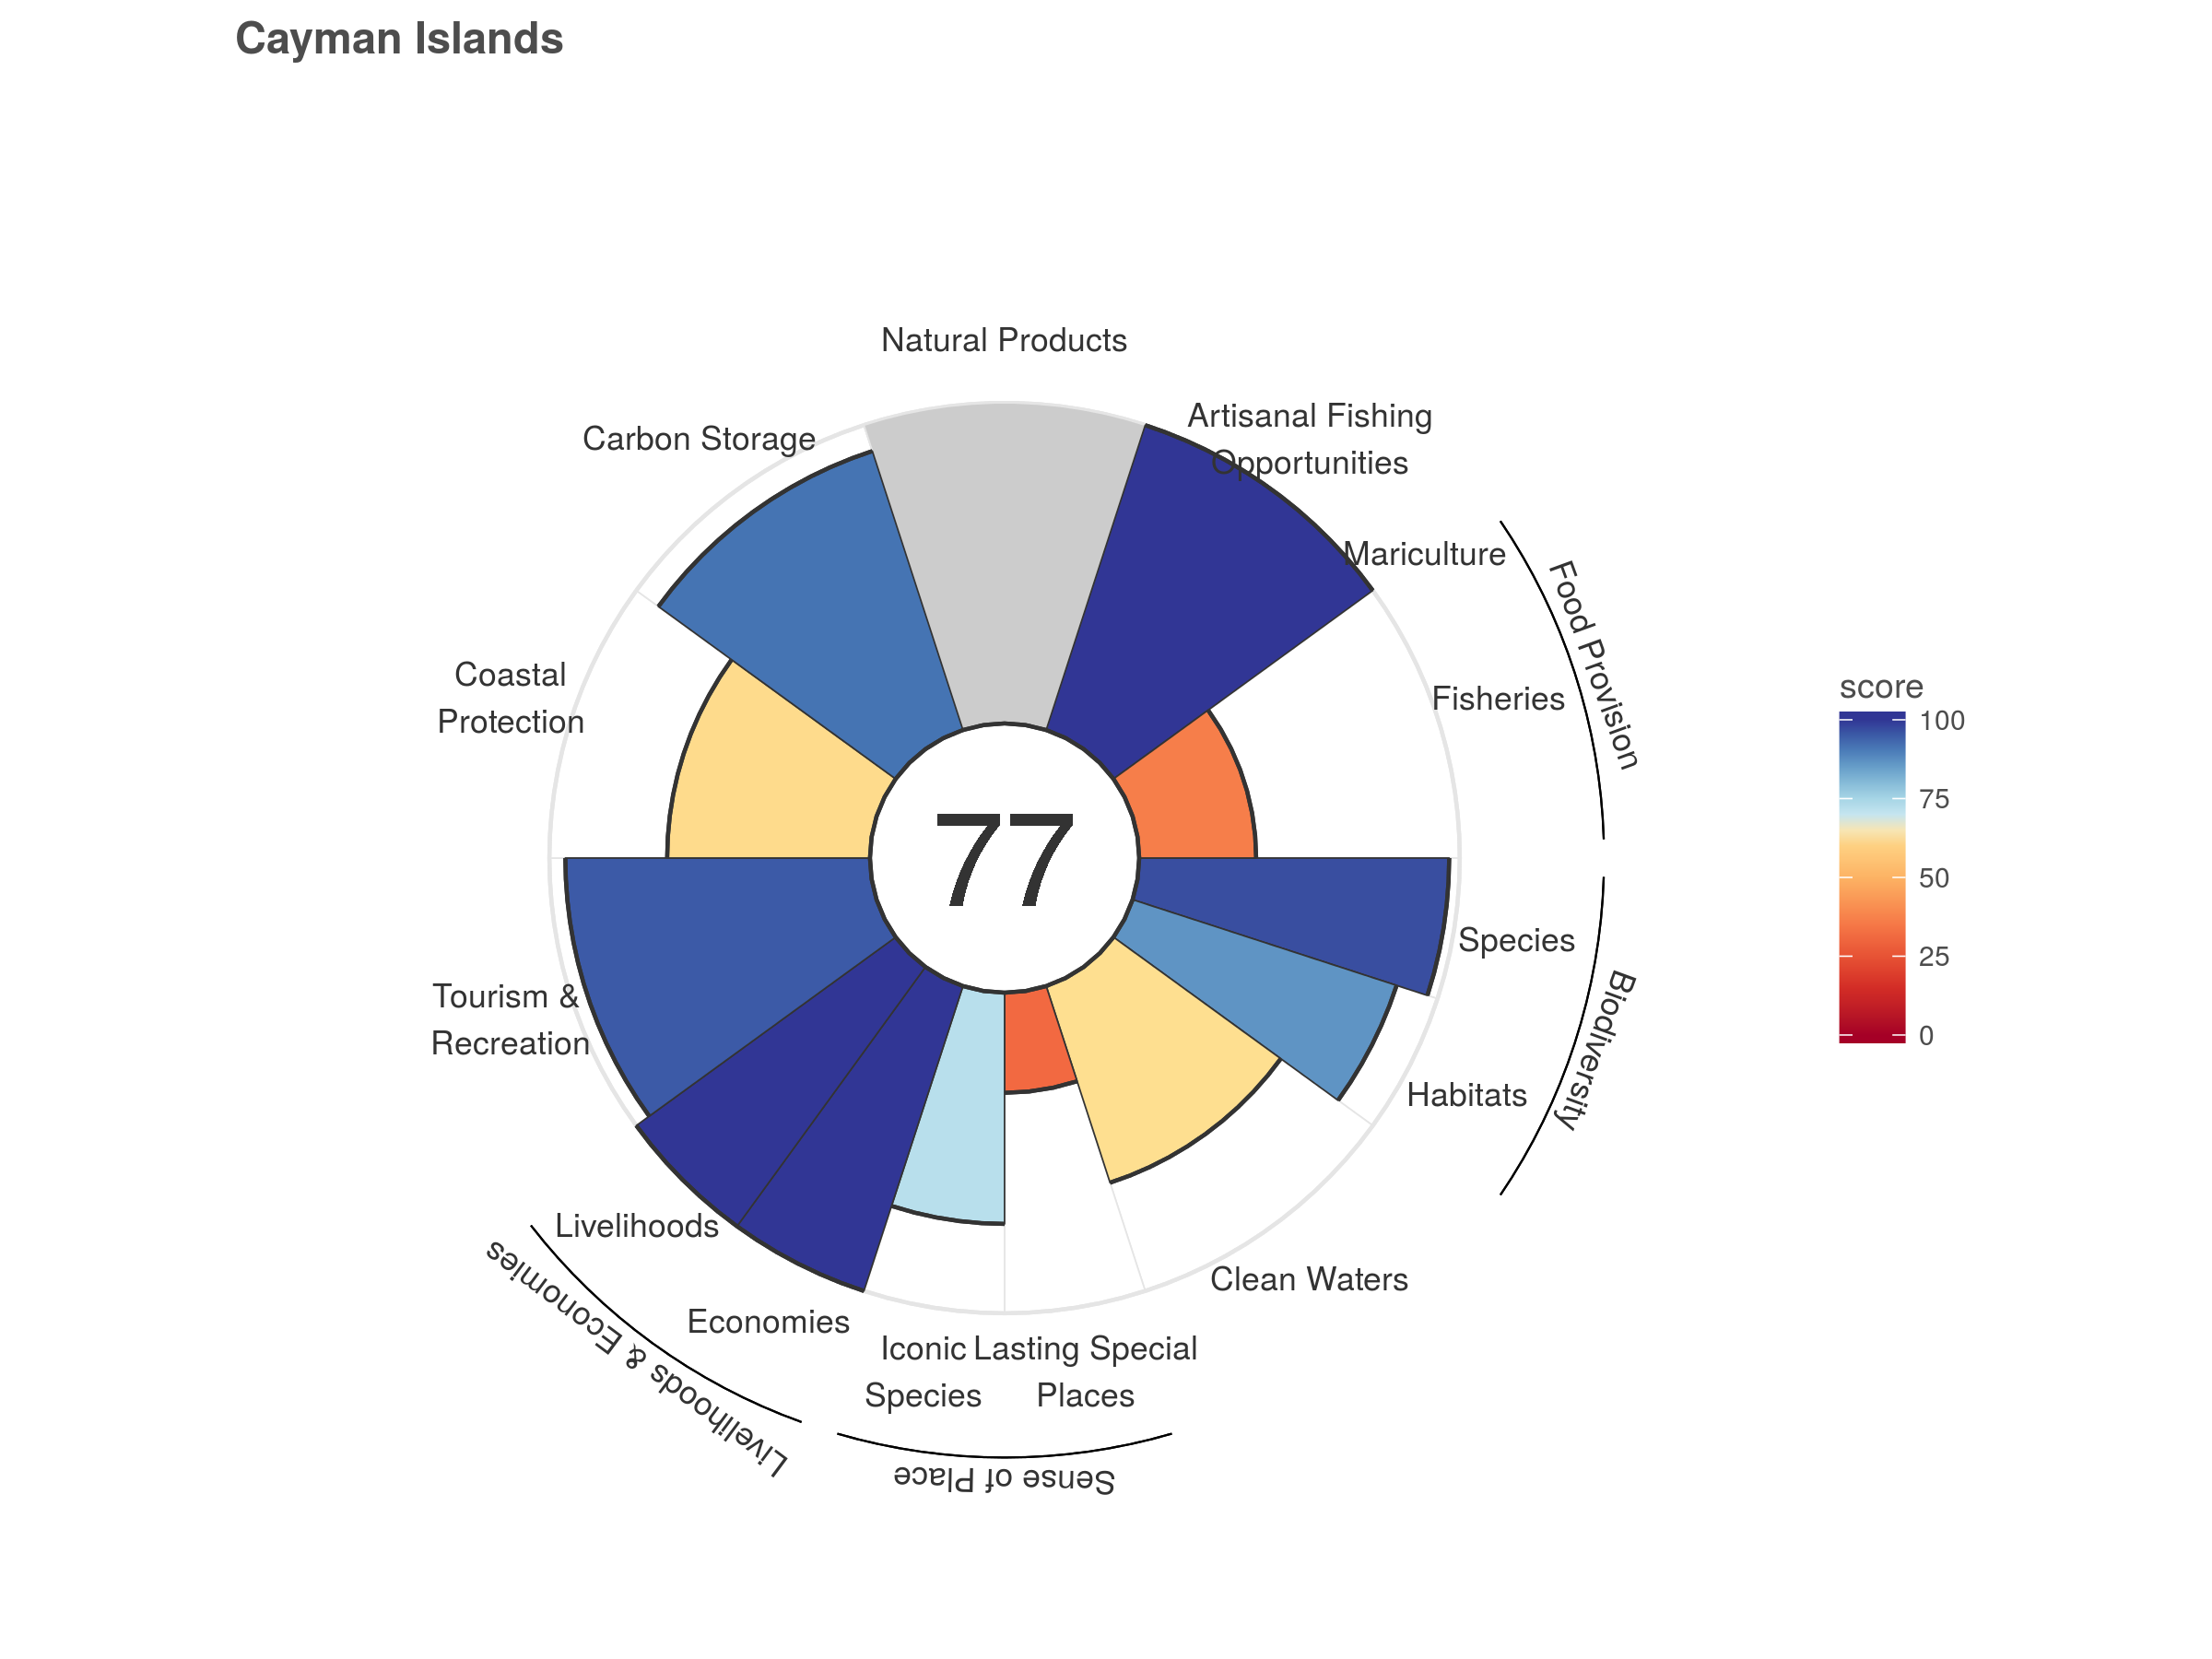 Cayman Islands
Natural Products
Artisanal Fishing
Opportunities
Carbon Storage
Mariculture
Food Provision
Coastal
Protection
Fisheries
score
100
75
50
25
0
77
Species
Biodiversity
Tourism &
Recreation
Habitats
Livelihoods
Clean Waters
Economies
Livelihoods & Economies
Iconic
Species
Lasting Special
Places
Sense of Place